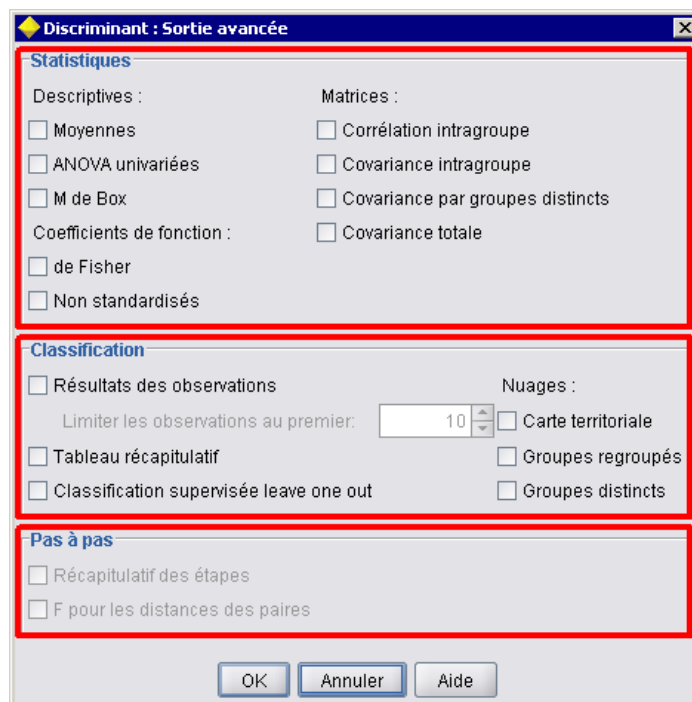 Discriminant : Sortie avancée
Statistiques
Descriptives :
Matrices :
Moyennes
Corrélation intragroupe
ANOVA univariées
Covariance intragroupe
M de Box
Covariance par groupes distincts
Coefficients de fonction :
Covariance totale
de Fisher
Non standardisés
Classification
Résultats des observations
Nuages :
Limiter les observations au premier: 10
Carte territoriale
Tableau récapitulatif
Groupes regroupés
Classification supervisée leave one out
Groupes distincts
Pas à pas
Récapitulatif des étapes
F pour les distances des paires
OK
Annuler
Aide